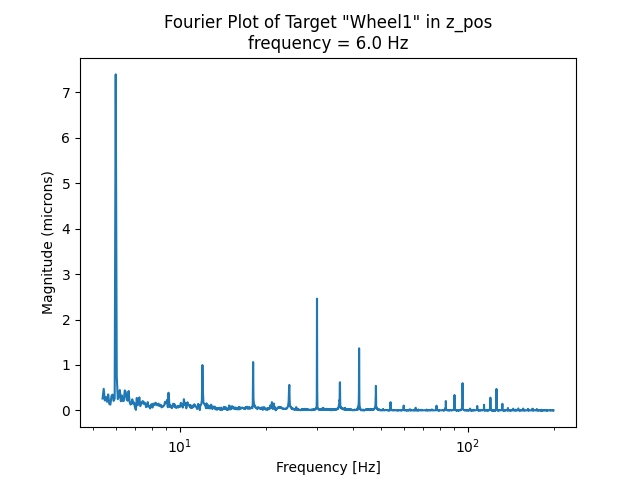 Fourier Plot of Target "Wheel1" in z_pos
frequency = 6.0 Hz
7
6
5
4
3
2
1
0
Magnitude (microns)
10¹
10²
Frequency [Hz]